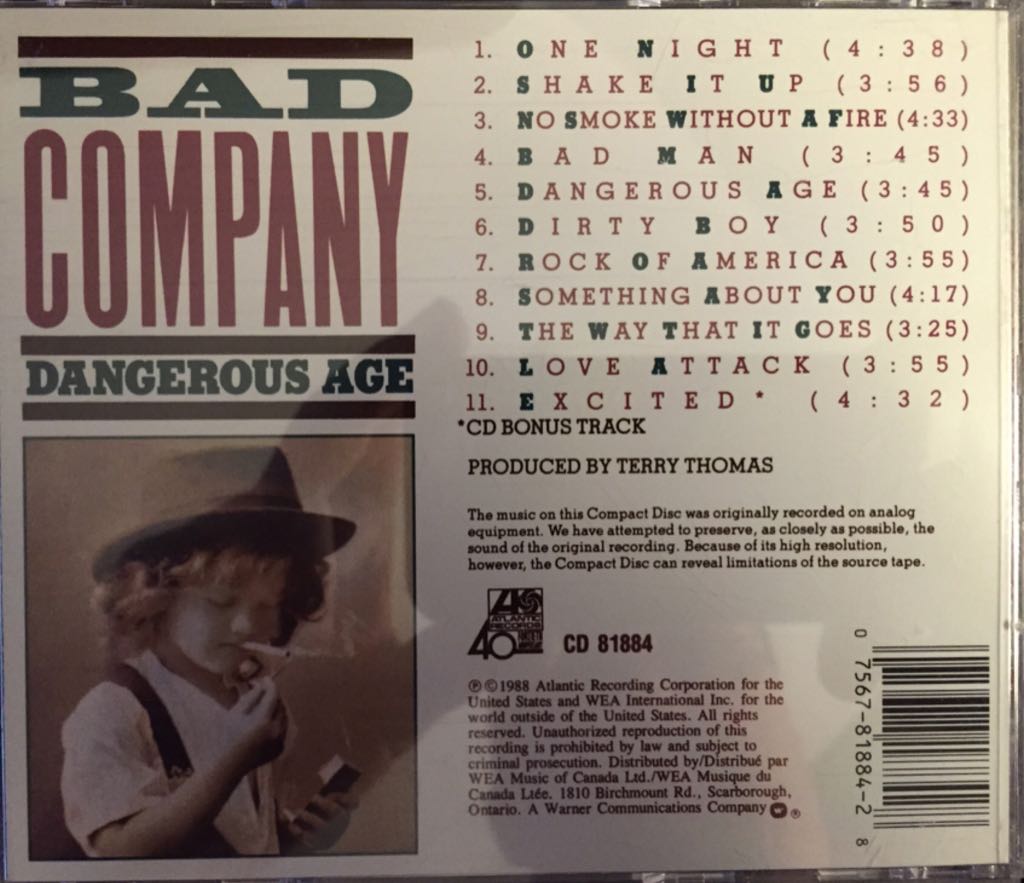 BAD
COMPANY
DANGEROUS AGE
1. ONE NIGHT (4:38)
2. SHAKE IT UP (3:56)
3. NO SMOKE WITHOUT A FIRE (4:33)
4. BAD MAN (3:45)
5. DANGEROUS AGE (3:45)
6. DIRTY BOY (3:50)
7. ROCK OF AMERICA (3:55)
8. SOMETHING ABOUT YOU (4:17)
9. THE WAY THAT IT GOES (3:25)
10. LOVE ATTACK (3:55)
11. EXCITED* (4:32)
*CD BONUS TRACK
PRODUCED BY TERRY THOMAS
The music on this Compact Disc was originally recorded on analog
equipment. We have attempted to preserve, as closely as possible, the
sound of the original recording. Because of its high resolution,
however, the Compact Disc can reveal limitations of the source tape.
ATLANTIC
RECORDS
40
CD 81884
℗©1988 Atlantic Recording Corporation for the
United States and WEA International Inc. for the
world outside of the United States. All rights
reserved. Unauthorized reproduction of this
recording is prohibited by law and subject to
criminal prosecution. Distributed by/Distribué par
WEA Music of Canada Ltd./WEA Musique du
Canada Ltée. 1810 Birchmount Rd., Scarborough,
Ontario. A Warner Communications Company ®
0 7567-81884-2 8